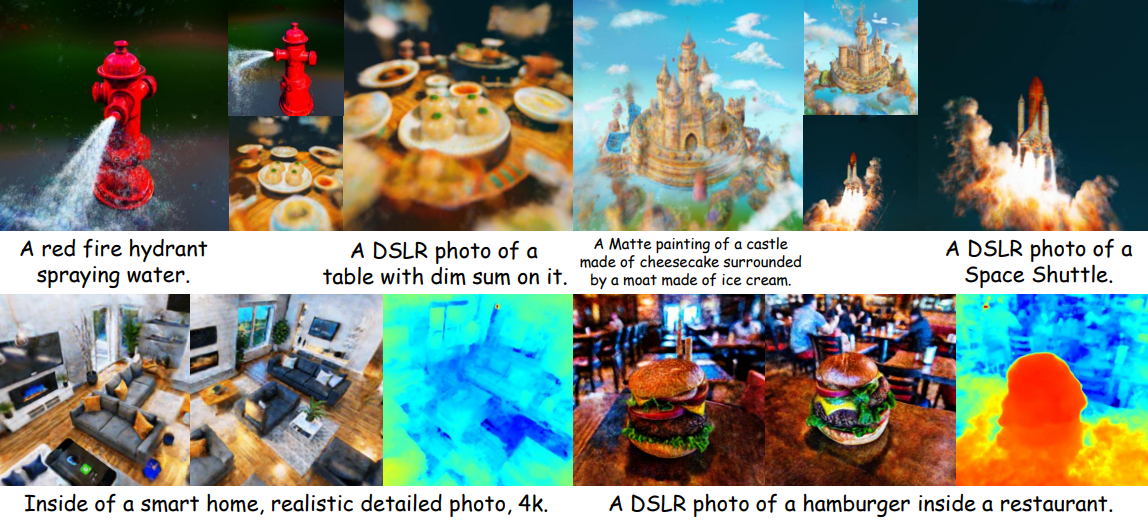 A red fire hydrant
spraying water.
A DSLR photo of a
table with dim sum on it.
A Matte painting of a castle
made of cheesecake surrounded
by a moat made of ice cream.
A DSLR photo of a
Space Shuttle.
Inside of a smart home, realistic detailed photo, 4k.
A DSLR photo of a hamburger inside a restaurant.